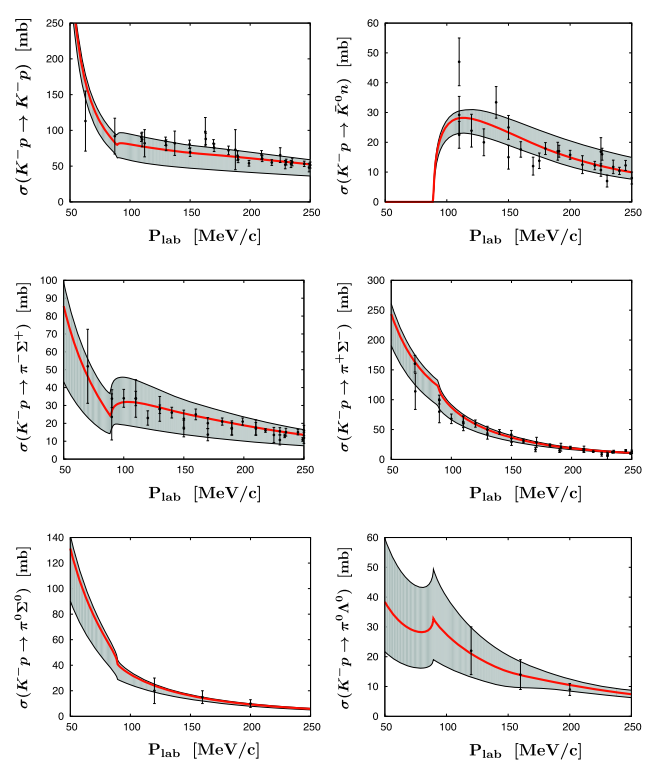 σ(K⁻p → K⁻p) [mb]
250
200
150
100
50
0
50 100 150 200 250
P_lab [MeV/c]
σ(K⁻p → K̄⁰n) [mb]
60
50
40
30
20
10
0
50 100 150 200 250
P_lab [MeV/c]
σ(K⁻p → π⁻Σ⁺) [mb]
100
90
80
70
60
50
40
30
20
10
0
50 100 150 200 250
P_lab [MeV/c]
σ(K⁻p → π⁺Σ⁻) [mb]
300
250
200
150
100
50
0
50 100 150 200 250
P_lab [MeV/c]
σ(K⁻p → π⁰Σ⁰) [mb]
140
120
100
80
60
40
20
0
50 100 150 200 250
P_lab [MeV/c]
σ(K⁻p → π⁰Λ⁰) [mb]
60
50
40
30
20
10
0
50 100 150 200 250
P_lab [MeV/c]